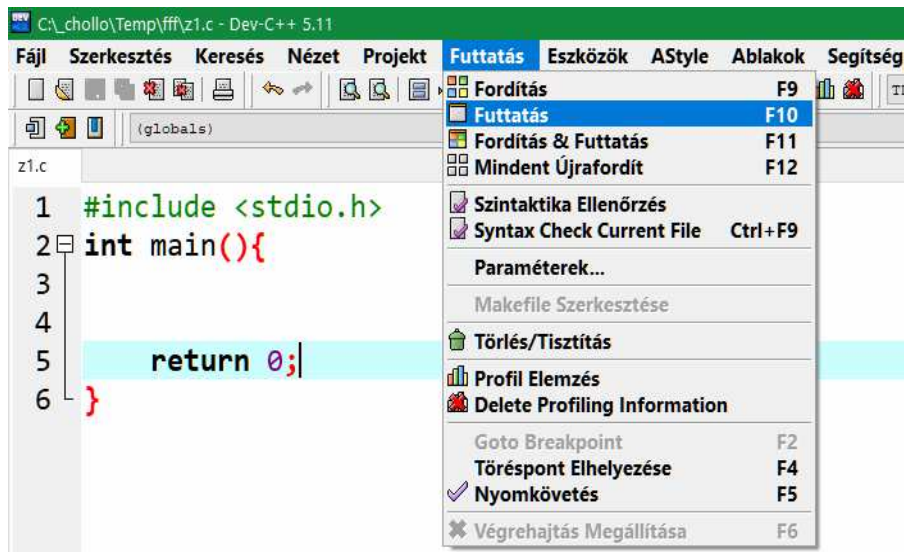 C:\_chollo\Temp\fff\z1.c - Dev-C++ 5.11
Fájl Szerkesztés Keresés Nézet Projekt Futtatás Eszközök AStyle Ablakok Segítség
(globals)
z1.c
1 #include <stdio.h>
2 int main(){
3
4
5 return 0;
6 }
Fordítás F9
Futtatás F10
Fordítás & Futtatás F11
Mindent Újrafordít F12
Szintaktika Ellenőrzés
Syntax Check Current File Ctrl+F9
Paraméterek...
Makefile Szerkesztése
Törlés/Tisztítás
Profil Elemzés
Delete Profiling Information
Goto Breakpoint F2
Töréspont Elhelyezése F4
Nyomkövetés F5
Végrehajtás Megállítása F6